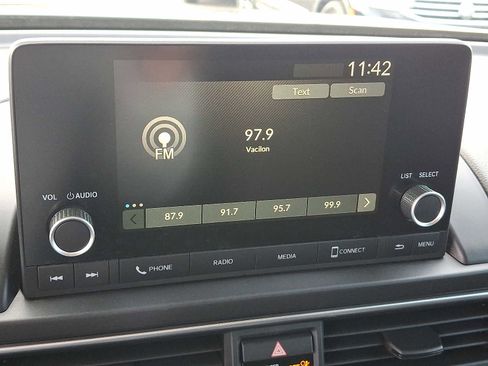 11:42
Text Scan
FM
97.9
Vacilon
VOL AUDIO
LIST SELECT
87.9 91.7 95.7 99.9
PHONE RADIO MEDIA CONNECT MENU